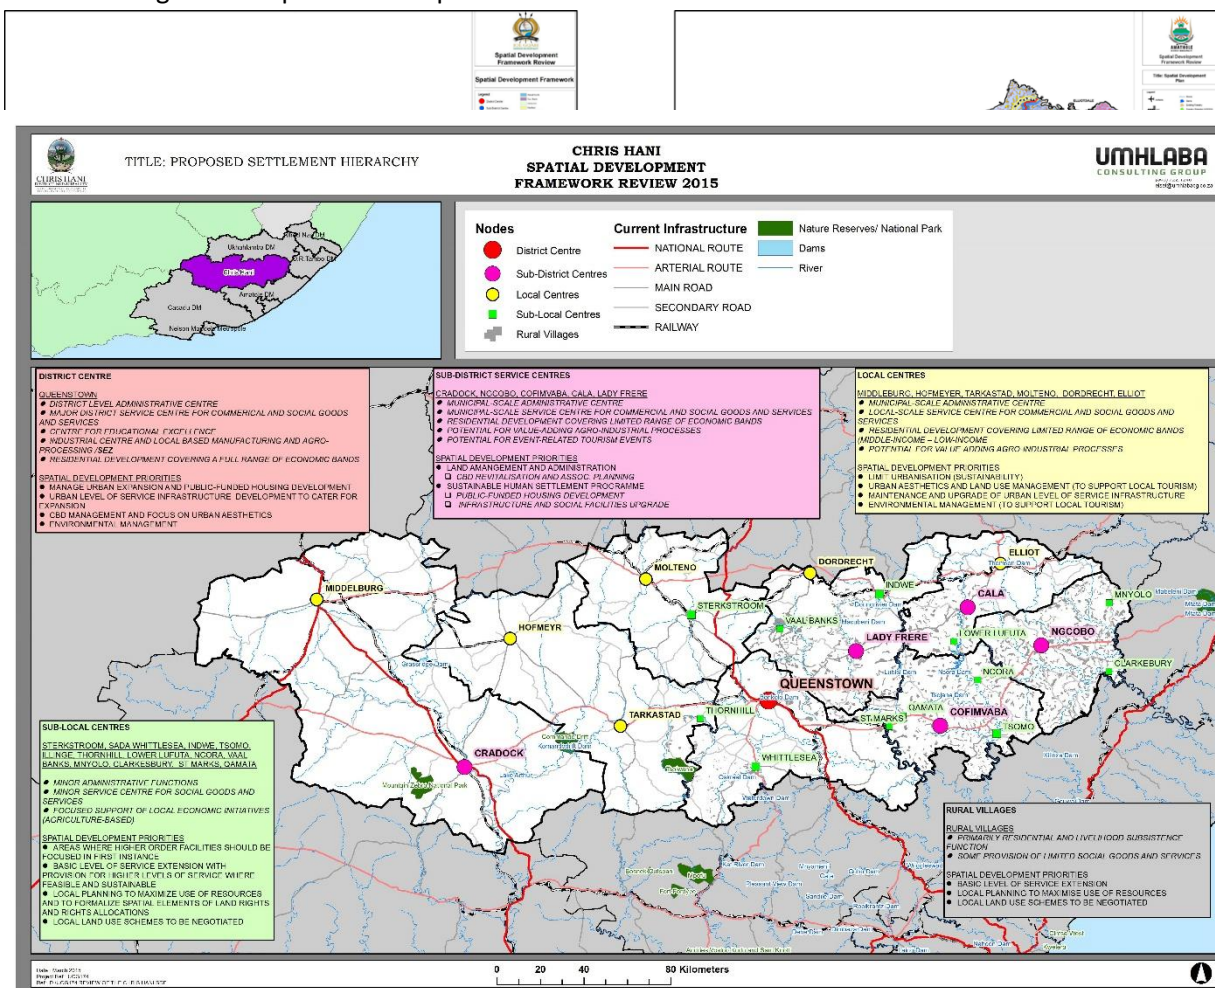 Spatial Development
Framework Review
Spatial Development Framework
Spatial Development
Framework Review
Title: Spatial Development
Plan
CHRIS HANI
TITLE: PROPOSED SETTLEMENT HIERARCHY
CHRIS HANI
SPATIAL DEVELOPMENT
FRAMEWORK REVIEW 2015
UMHLABA
CONSULTING GROUP
Ukhahlamba DM
O.R.Tambo DM
Chris Hani
Amatole DM
Cacadu DM
Nelson Mandela Metropole
Nodes
District Centre
Sub-District Centres
Local Centres
Sub-Local Centres
Rural Villages
Current Infrastructure
NATIONAL ROUTE
ARTERIAL ROUTE
MAIN ROAD
SECONDARY ROAD
RAILWAY
Nature Reserves/ National Park
Dams
River
DISTRICT CENTRE
QUEENSTOWN
● DISTRICT LEVEL ADMINISTRATIVE CENTRE
● MAJOR DISTRICT SERVICE CENTRE FOR COMMERICAL AND SOCIAL GOODS
AND SERVICES
● CENTRE FOR EDUCATIONAL EXCELLENCE
● INDUSTRIAL CENTRE AND LOCAL BASED MANUFACTURING AND AGRO-
PROCESSING /SEZ
● RESIDENTIAL DEVELOPMENT COVERING A FULL RANGE OF ECONOMIC BANDS
SPATIAL DEVELOPMENT PRIORITIES
● MANAGE URBAN EXPANSION AND PUBLIC-FUNDED HOUSING DEVELOPMENT
● URBAN LEVEL OF SERVICE INFRASTRUCTURE DEVELOPMENT TO CATER FOR
EXPANSION
● CBD MANAGEMENT AND FOCUS ON URBAN AESTHETICS
● ENVIRONMENTAL MANAGEMENT
SUB-DISTRICT SERVICE CENTRES
CRADOCK, NGCOBO, COFIMVABA, CALA, LADY FRERE
● MUNICIPAL-SCALE ADMINISTRATIVE CENTRE
● MUNICIPAL-SCALE SERVICE CENTRE FOR COMMERCIAL AND SOCIAL GOODS AND SERVICES
● RESIDENTIAL DEVELOPMENT COVERING LIMITED RANGE OF ECONOMIC BANDS
● POTENTIAL FOR VALUE-ADDING AGRO-INDUSTRIAL PROCESSES
● POTENTIAL FOR EVENT-RELATED TOURISM EVENTS
SPATIAL DEVELOPMENT PRIORITIES
● LAND AMANGEMENT AND ADMINISTRATION
❑ CBD REVITALISATION AND ASSOC. PLANNING
● SUSTAINABLE HUMAN SETTLEMENT PROGRAMME
❑ PUBLIC-FUNDED HOUSING DEVELOPMENT
❑ INFRASTRUCTURE AND SOCIAL FACILITIES UPGRADE
LOCAL CENTRES
MIDDLEBURG, HOFMEYER, TARKASTAD, MOLTENO, DORDRECHT, ELLIOT
● MUNICIPAL-SCALE ADMINISTRATIVE CENTRE
● LOCAL-SCALE SERVICE CENTRE FOR COMMERCIAL AND SOCIAL GOODS AND
SERVICES
● RESIDENTIAL DEVELOPMENT COVERING LIMITED RANGE OF ECONOMIC BANDS
(MIDDLE-INCOME – LOW-INCOME
● POTENTIAL FOR VALUE ADDING AGRO INDUSTRIAL PROCESSES
SPATIAL DEVELOPMENT PRIORITIES
● LIMIT URBANISATION (SUSTAINABILITY)
● URBAN AESTHETICS AND LAND USE MANAGEMENT (TO SUPPORT LOCAL TOURISM)
● MAINTENANCE AND UPGRADE OF URBAN LEVEL OF SERVICE INFRASTRUCTURE
● ENVIRONMENTAL MANAGEMENT (TO SUPPORT LOCAL TOURISM)
MIDDELBURG
MOLTENO
DORDRECHT
ELLIOT
INDWE
CALA
MNYOLO
STERKSTROOM
VAAL BANKS
HOFMEYR
LADY FRERE
LOWER LUFUTA
NGCOBO
CLARKEBURY
NCORA
QUEENSTOWN
THORNHILL
TARKASTAD
ST MARKS
QAMATA
COFIMVABA
TSOMO
CRADOCK
WHITTLESEA
Mountain Zebra National Park
Lake Arthur
Grassridge Dam
SUB-LOCAL CENTRES
STERKSTROOM, SADA WHITTLESEA, INDWE, TSOMO,
ILLINGE, THORNHILL, LOWER LUFUTA, NCORA, VAAL
BANKS, MNYOLO, CLARKESBURY, ST MARKS, QAMATA
● MINOR ADMINISTRATIVE FUNCTIONS
● MINOR SERVICE CENTRE FOR SOCIAL GOODS AND
SERVICES
● FOCUSED SUPPORT OF LOCAL ECONOMIC INITIATIVES
(AGRICULTURE-BASED)
SPATIAL DEVELOPMENT PRIORITIES
● AREAS WHERE HIGHER ORDER FACILITIES SHOULD BE
FOCUSED IN FIRST INSTANCE
● BASIC LEVEL OF SERVICE EXTENSION WITH
PROVISION FOR HIGHER LEVELS OF SERVICE WHERE
FEASIBLE AND SUSTAINABLE
● LOCAL PLANNING TO MAXIMIZE USE OF RESOURCES
AND TO FORMALIZE SPATIAL ELEMENTS OF LAND RIGHTS
AND RIGHTS ALLOCATIONS
● LOCAL LAND USE SCHEMES TO BE NEGOTIATED
RURAL VILLAGES
RURAL VILLAGES
● PRIMARILY RESIDENTIAL AND LIVELIHOOD SUBSISTENCE
FUNCTION
● SOME PROVISION OF LIMITED SOCIAL GOODS AND SERVICES
SPATIAL DEVELOPMENT PRIORITIES
● BASIC LEVEL OF SERVICE EXTENSION
● LOCAL PLANNING TO MAXIMISE USE OF RESOURCES
● LOCAL LAND USE SCHEMES TO BE NEGOTIATED
0 20 40 80 Kilometers